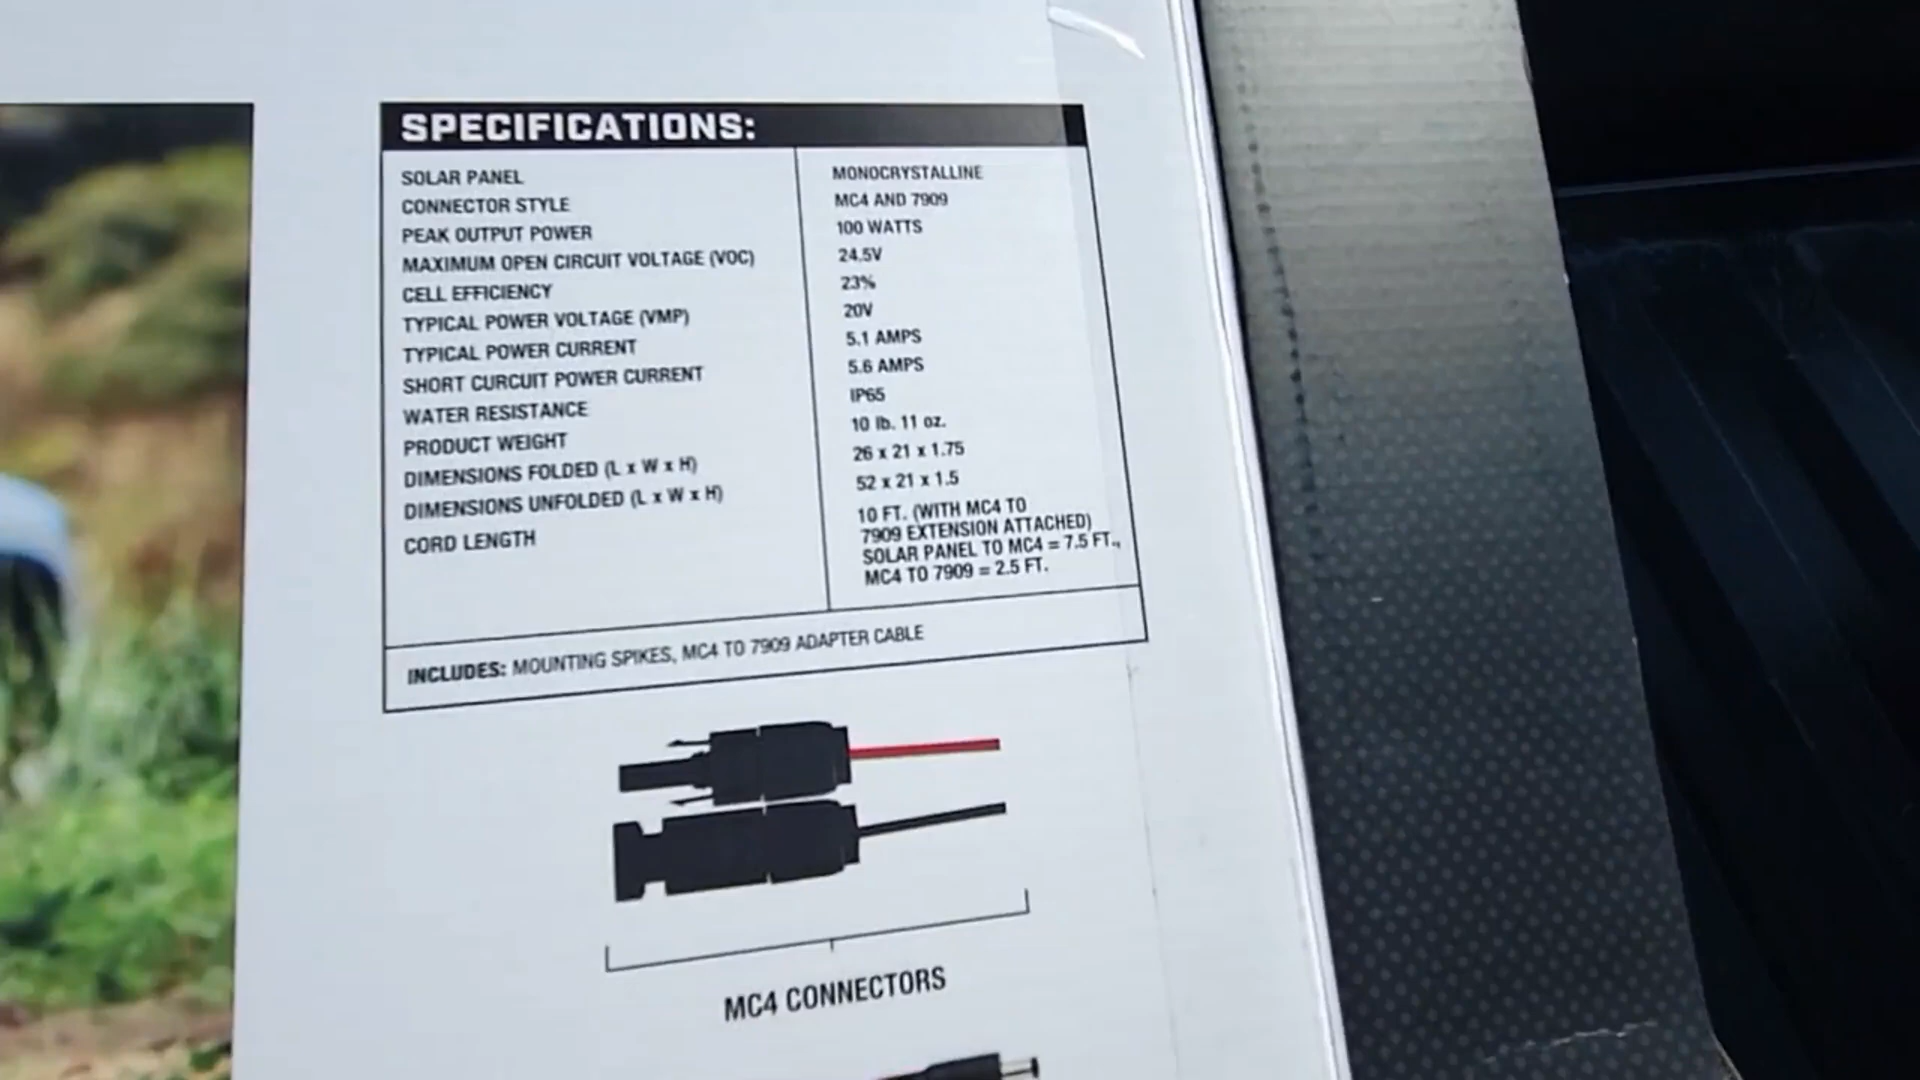 SPECIFICATIONS:
SOLAR PANEL MONOCRYSTALLINE
CONNECTOR STYLE MC4 AND 7909
PEAK OUTPUT POWER 100 WATTS
MAXIMUM OPEN CIRCUIT VOLTAGE (VOC) 24.5V
CELL EFFICIENCY 23%
TYPICAL POWER VOLTAGE (VMP) 20V
TYPICAL POWER CURRENT 5.1 AMPS
SHORT CURCUIT POWER CURRENT 5.6 AMPS
WATER RESISTANCE IP65
PRODUCT WEIGHT 10 lb. 11 oz.
DIMENSIONS FOLDED (L x W x H) 26 x 21 x 1.75
DIMENSIONS UNFOLDED (L x W x H) 52 x 21 x 1.5
CORD LENGTH 10 FT. (WITH MC4 TO
7909 EXTENSION ATTACHED)
SOLAR PANEL TO MC4 = 7.5 FT.,
MC4 TO 7909 = 2.5 FT.
INCLUDES: MOUNTING SPIKES, MC4 TO 7909 ADAPTER CABLE
MC4 CONNECTORS